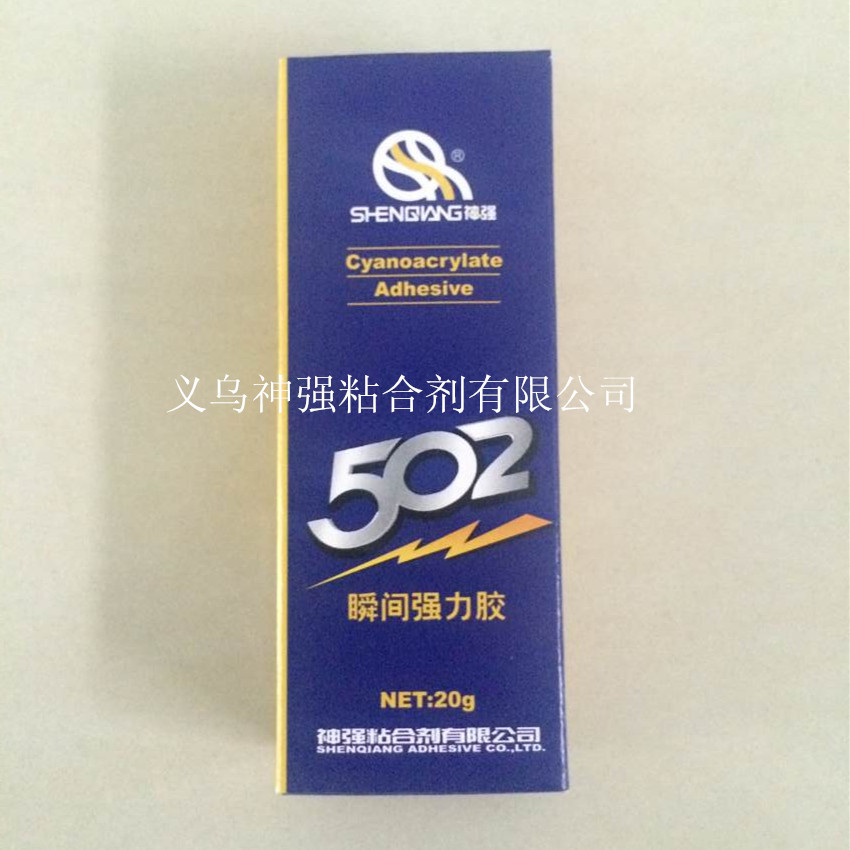 ®
SHENQIANG神强
Cyanoacrylate
Adhesive
义乌神强粘合剂有限公司
502
瞬间强力胶
NET:20g
神强粘合剂有限公司
SHENQIANG ADHESIVE CO.,LTD.